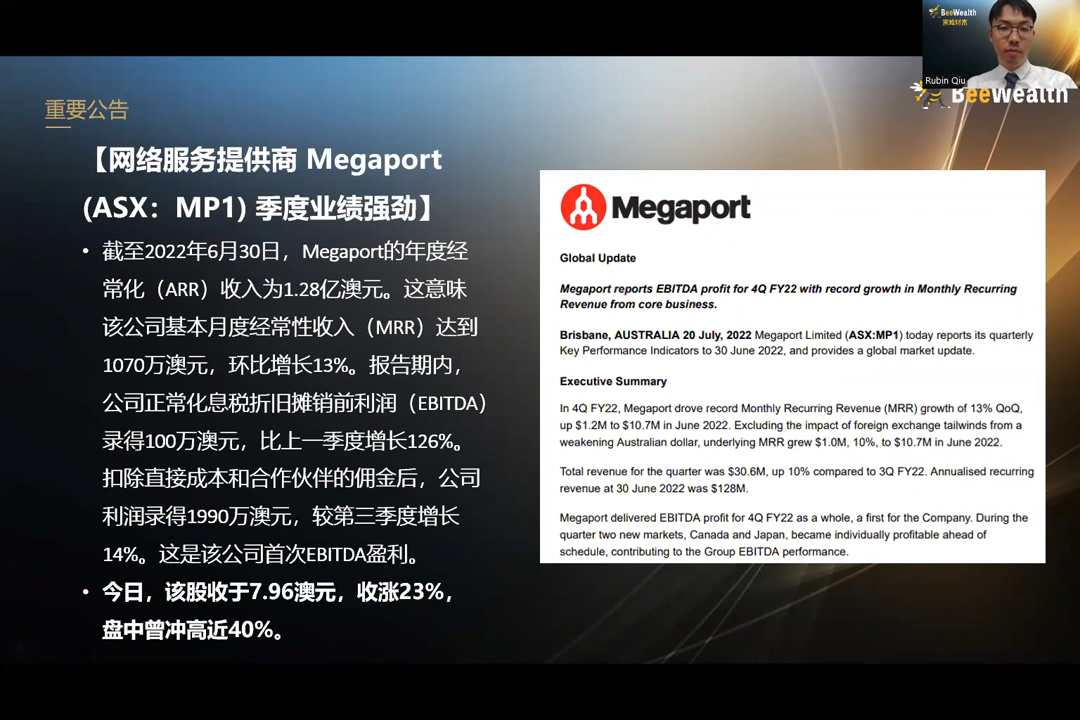 BeeWealth
蜜蜂财富
Rubin Qiu
BeeWealth
重要公告
【网络服务提供商 Megaport
(ASX：MP1) 季度业绩强劲】
• 截至2022年6月30日，Megaport的年度经
常化（ARR）收入为1.28亿澳元。这意味
该公司基本月度经常性收入（MRR）达到
1070万澳元，环比增长13%。报告期内，
公司正常化息税折旧摊销前利润（EBITDA）
录得100万澳元，比上一季度增长126%。
扣除直接成本和合作伙伴的佣金后，公司
利润录得1990万澳元，较第三季度增长
14%。这是该公司首次EBITDA盈利。
• 今日，该股收于7.96澳元，收涨23%，
盘中曾冲高近40%。
Megaport
Global Update
Megaport reports EBITDA profit for 4Q FY22 with record growth in Monthly Recurring
Revenue from core business.
Brisbane, AUSTRALIA 20 July, 2022 Megaport Limited (ASX:MP1) today reports its quarterly
Key Performance Indicators to 30 June 2022, and provides a global market update.
Executive Summary
In 4Q FY22, Megaport drove record Monthly Recurring Revenue (MRR) growth of 13% QoQ,
up $1.2M to $10.7M in June 2022. Excluding the impact of foreign exchange tailwinds from a
weakening Australian dollar, underlying MRR grew $1.0M, 10%, to $10.7M in June 2022.
Total revenue for the quarter was $30.6M, up 10% compared to 3Q FY22. Annualised recurring
revenue at 30 June 2022 was $128M.
Megaport delivered EBITDA profit for 4Q FY22 as a whole, a first for the Company. During the
quarter two new markets, Canada and Japan, became individually profitable ahead of
schedule, contributing to the Group EBITDA performance.